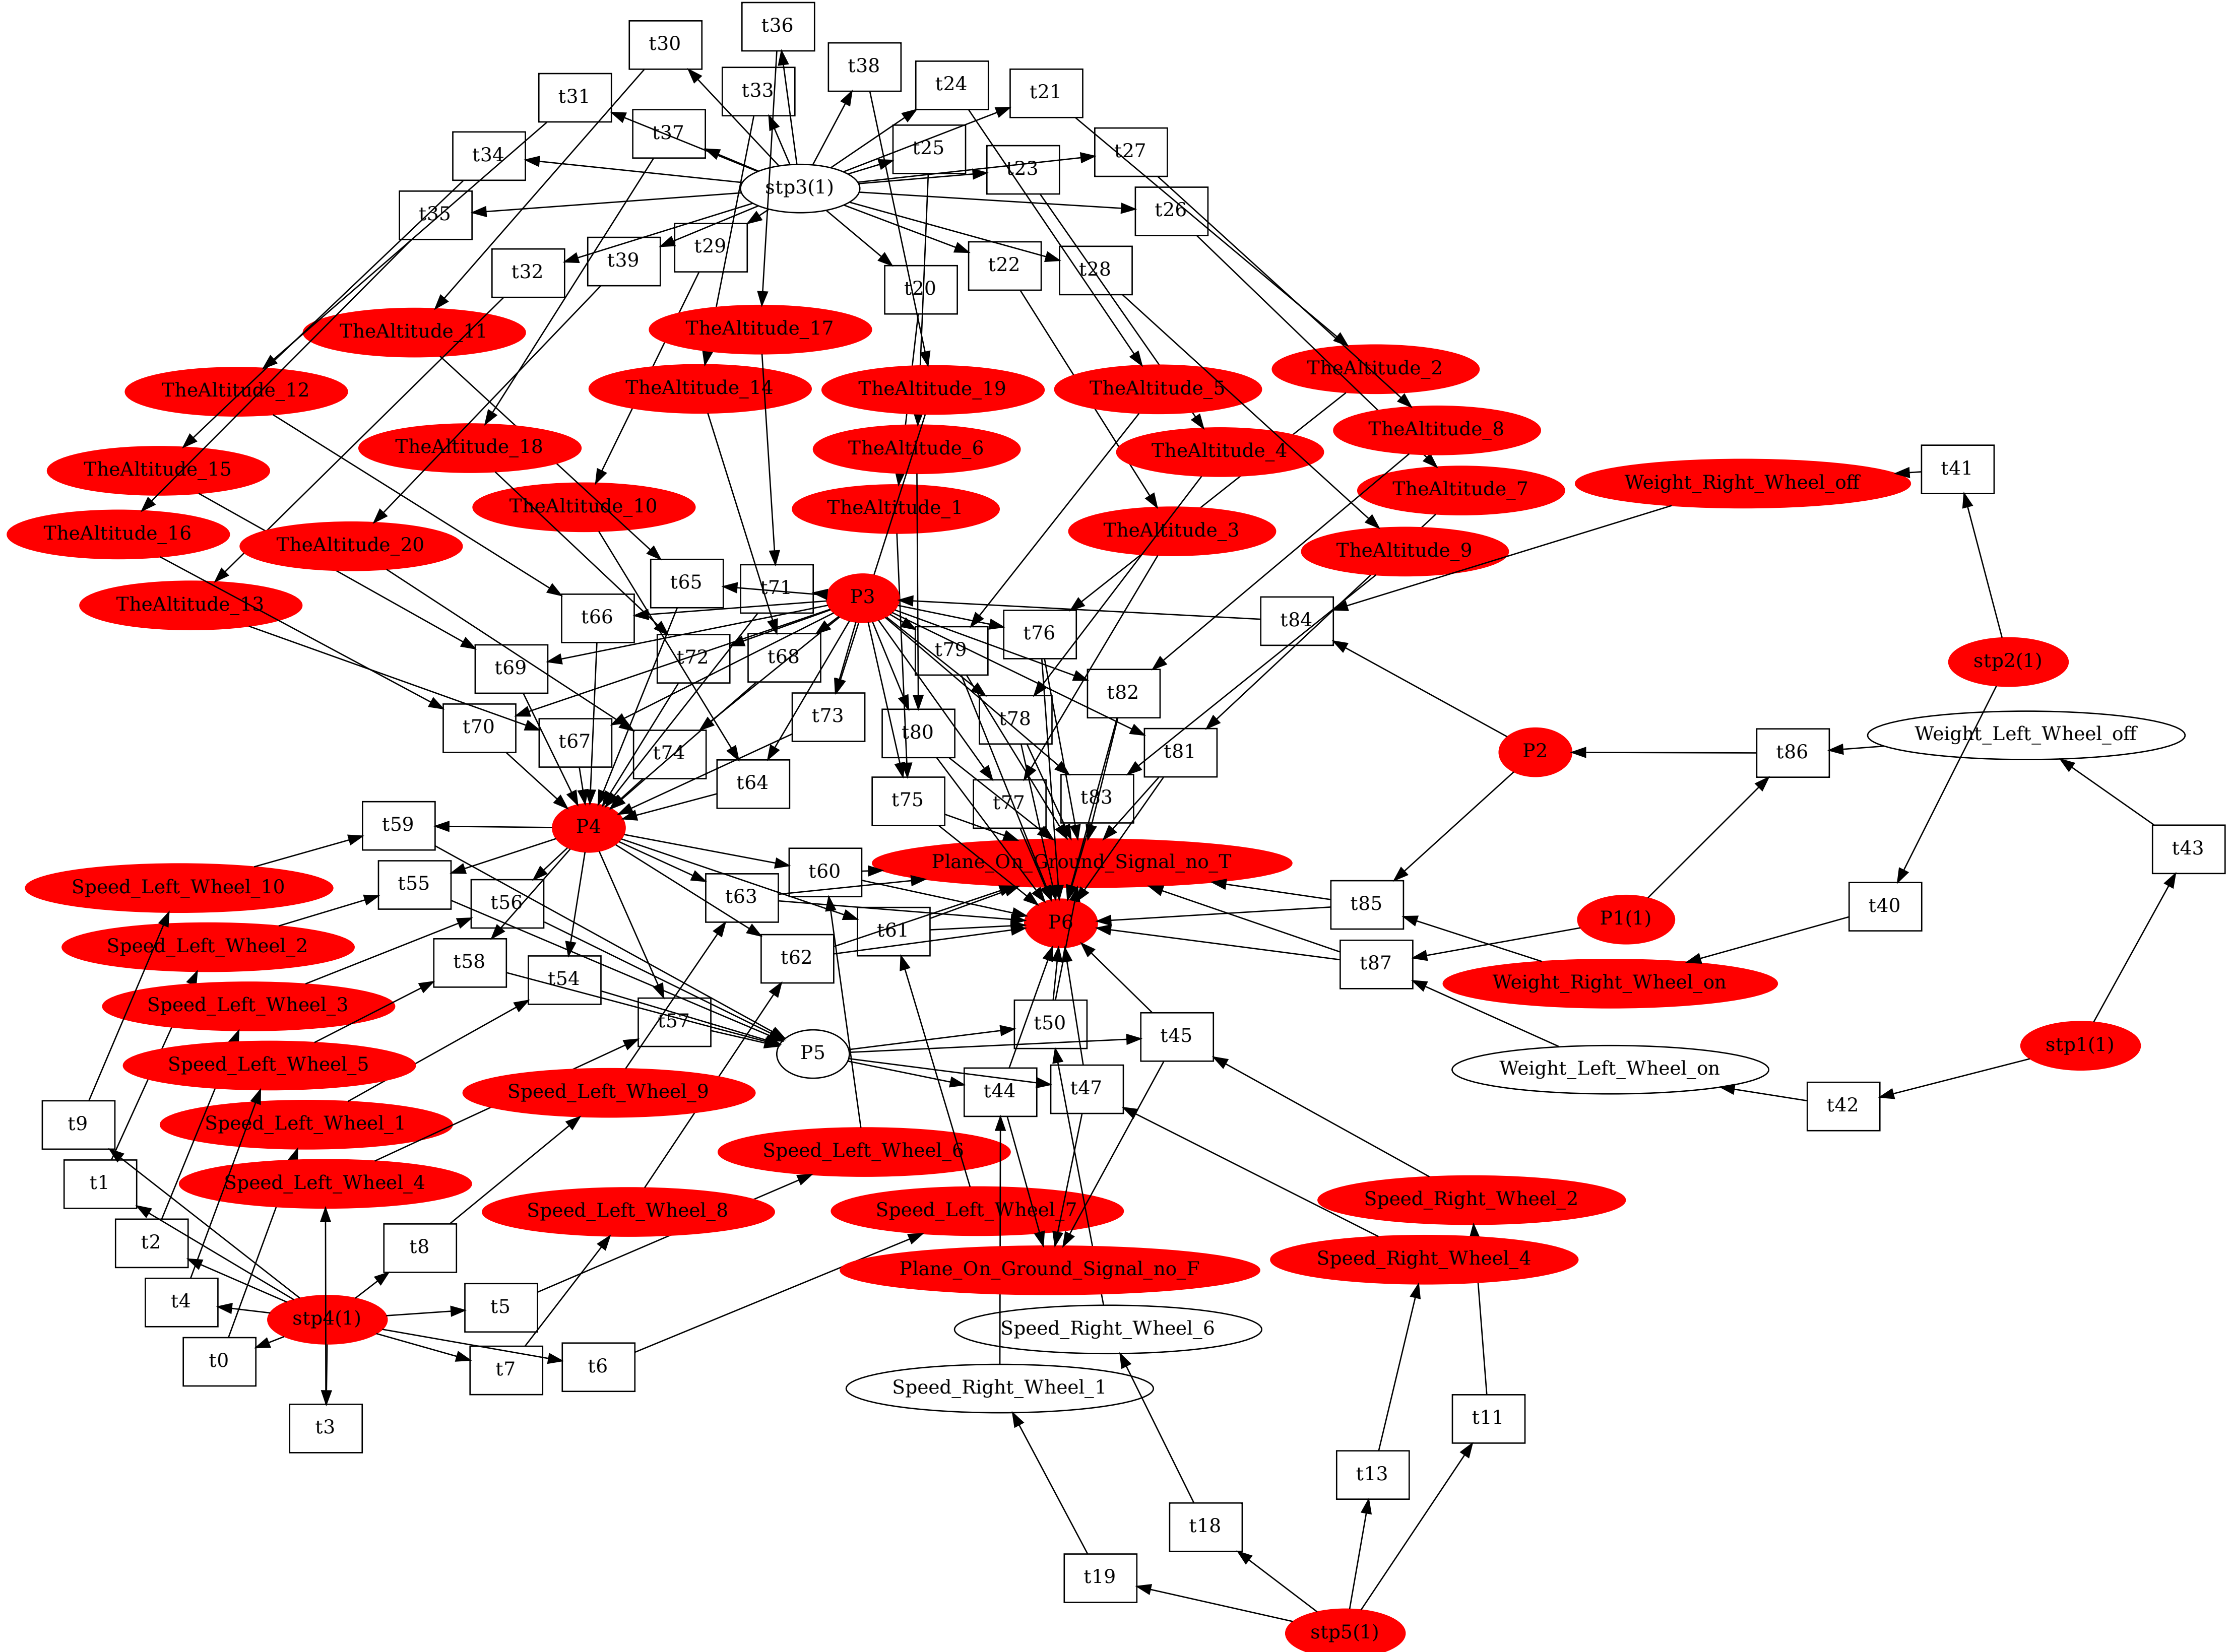 t36
t30
t38
t24
t33
t21
t31
t37
t25
t27
t34
t23
stp3(1)
t26
t35
t29
t39
t22
t28
t32
t20
TheAltitude_11
TheAltitude_17
TheAltitude_2
TheAltitude_12
TheAltitude_14
TheAltitude_19
TheAltitude_5
TheAltitude_8
TheAltitude_18
TheAltitude_6
TheAltitude_4
TheAltitude_15
t41
Weight_Right_Wheel_off
TheAltitude_7
TheAltitude_10
TheAltitude_1
TheAltitude_16
TheAltitude_3
TheAltitude_20
TheAltitude_9
t65
t71
P3
TheAltitude_13
t66
t84
t76
t79
t72
t68
stp2(1)
t69
t82
t73
t78
t70
t80
Weight_Left_Wheel_off
t67
t74
P2
t86
t81
t64
t75
t77
t83
t59
P4
t43
Plane_On_Ground_Signal_no_T
t60
t55
Speed_Left_Wheel_10
t63
t56
t85
t40
P1(1)
P6
t61
Speed_Left_Wheel_2
t62
t58
t87
t54
Weight_Right_Wheel_on
Speed_Left_Wheel_3
t57
t50
t45
stp1(1)
P5
Speed_Left_Wheel_5
Weight_Left_Wheel_on
t47
t44
Speed_Left_Wheel_9
t42
t9
Speed_Left_Wheel_1
Speed_Left_Wheel_6
t1
Speed_Left_Wheel_4
Speed_Right_Wheel_2
Speed_Left_Wheel_8
Speed_Left_Wheel_7
t2
t8
Speed_Right_Wheel_4
Plane_On_Ground_Signal_no_F
t4
t5
stp4(1)
Speed_Right_Wheel_6
t0
t6
t7
Speed_Right_Wheel_1
t11
t3
t13
t18
t19
stp5(1)